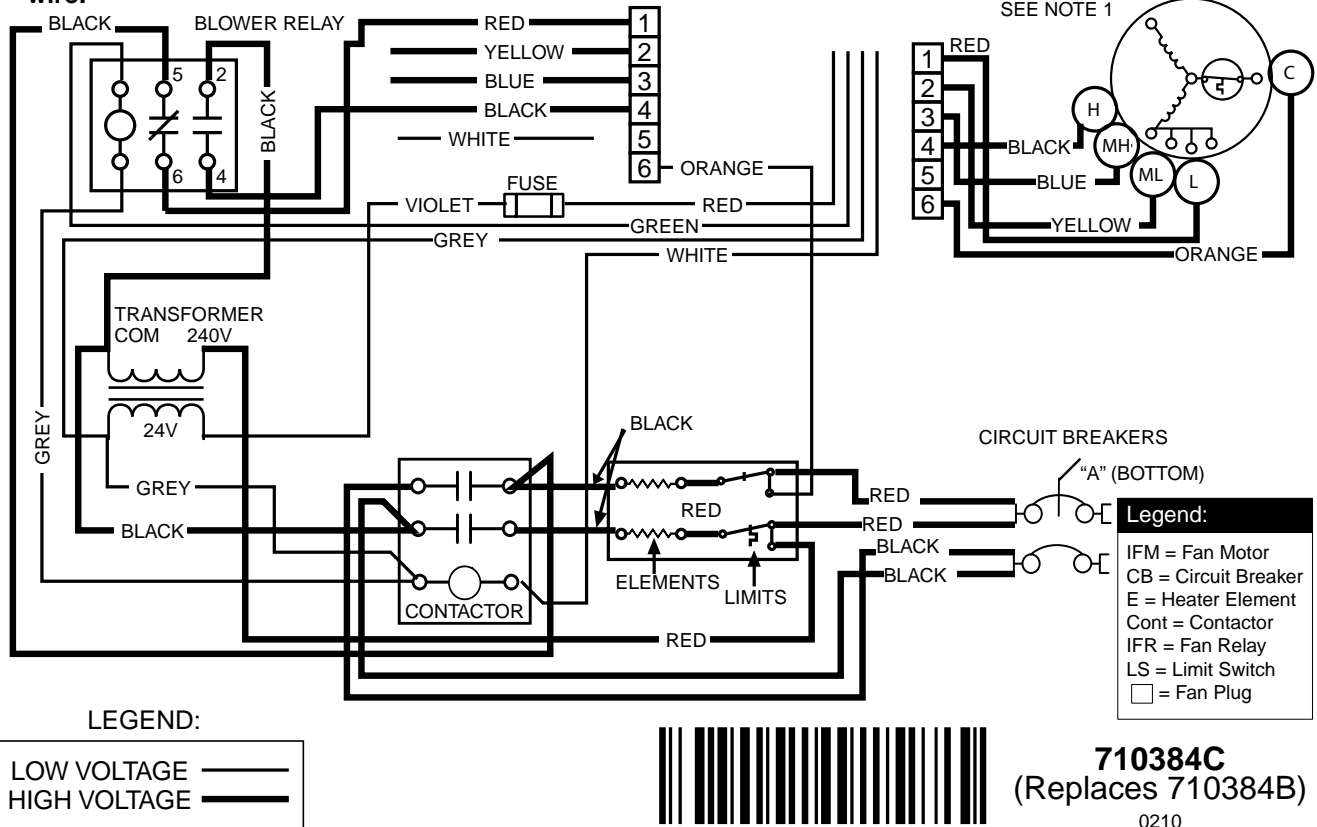 wire.
BLACK
BLOWER RELAY
5
2
6
4
BLACK
RED
YELLOW
BLUE
BLACK
WHITE
1
2
3
4
5
6
ORANGE
FUSE
VIOLET
RED
GREEN
GREY
WHITE
SEE NOTE 1
RED
1
2
3
4
5
6
C
H
MH
ML
L
BLACK
BLUE
YELLOW
ORANGE
TRANSFORMER
COM 240V
24V
GREY
GREY
BLACK
CONTACTOR
BLACK
RED
ELEMENTS
LIMITS
RED
CIRCUIT BREAKERS
“A” (BOTTOM)
RED
RED
BLACK
BLACK
Legend:
IFM = Fan Motor
CB = Circuit Breaker
E = Heater Element
Cont = Contactor
IFR = Fan Relay
LS = Limit Switch
= Fan Plug
LEGEND:
LOW VOLTAGE
HIGH VOLTAGE
710384C
(Replaces 710384B)
0210